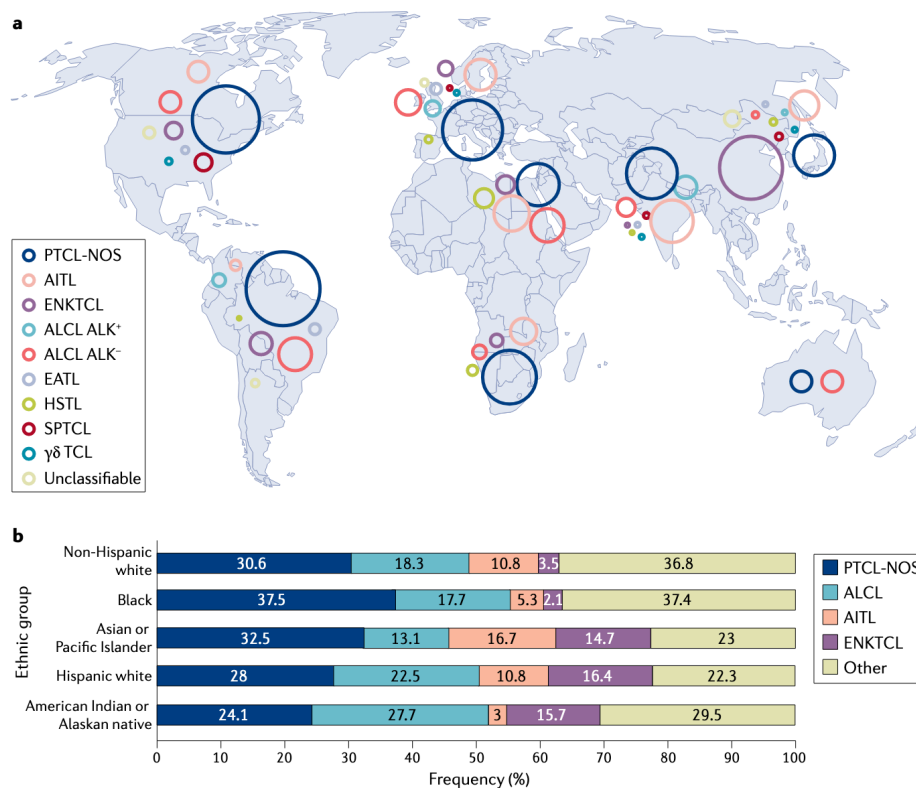 a
PTCL-NOS
AITL
ENKTCL
ALCL ALK⁺
ALCL ALK⁻
EATL
HSTL
SPTCL
γδ TCL
Unclassifiable
b
Ethnic group
Non-Hispanic
white
30.6 18.3 10.8 3.5 36.8
Black
37.5 17.7 5.3 2.1 37.4
Asian or
Pacific Islander
32.5 13.1 16.7 14.7 23
Hispanic white
28 22.5 10.8 16.4 22.3
American Indian or
Alaskan native
24.1 27.7 3 15.7 29.5
0 10 20 30 40 50 60 70 80 90 100
Frequency (%)
PTCL-NOS
ALCL
AITL
ENKTCL
Other